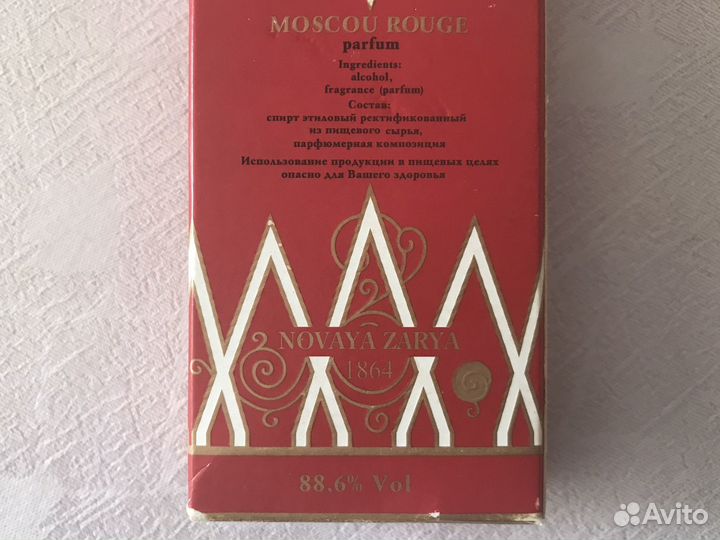 MOSCOU ROUGE
parfum
Ingredients:
alcohol,
fragrance (parfum)
Состав:
спирт этиловый ректификованный
из пищевого сырья,
парфюмерная композиция
Использование продукции в пищевых целях
опасно для Вашего здоровья
NOVAYA ZARYA
1864
88.6% Vol
Avito